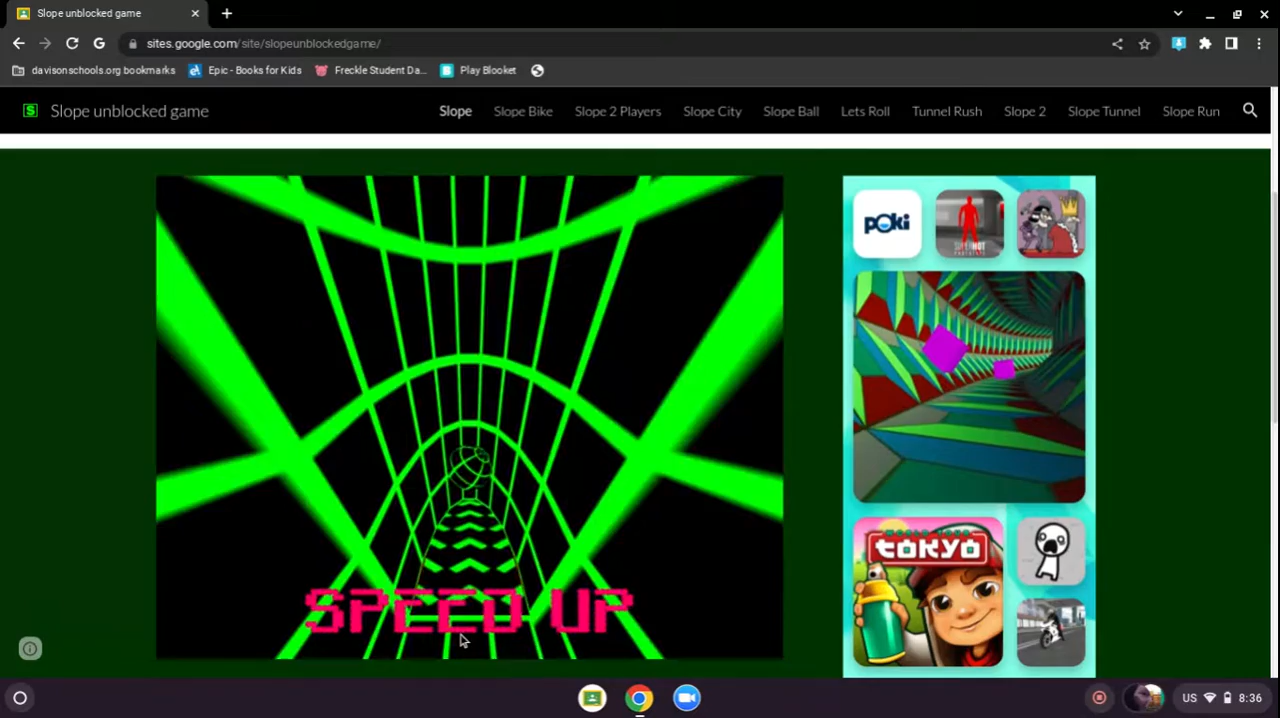 Slope unblocked game
sites.google.com/site/slopeunblockedgame/
davisonschools.org bookmarks
Epic - Books for Kids
Freckle Student Da...
Play Blooket
Slope unblocked game
Slope
Slope Bike
Slope 2 Players
Slope City
Slope Ball
Lets Roll
Tunnel Rush
Slope 2
Slope Tunnel
Slope Run
POKi
TOKYO
SPEED UP
US
8:36